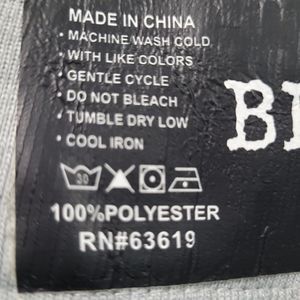 MADE IN CHINA
• MACHINE WASH COLD
• WITH LIKE COLORS
• GENTLE CYCLE
• DO NOT BLEACH
• TUMBLE DRY LOW
• COOL IRON
30
100%POLYESTER
RN#63619